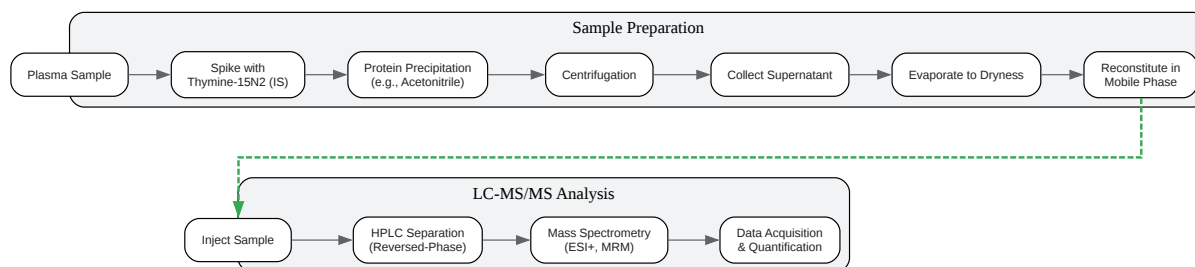 Sample Preparation
Plasma Sample
Spike with
Thymine-15N2 (IS)
Protein Precipitation
(e.g., Acetonitrile)
Centrifugation
Collect Supernatant
Evaporate to Dryness
Reconstitute in
Mobile Phase
LC-MS/MS Analysis
Inject Sample
HPLC Separation
(Reversed-Phase)
Mass Spectrometry
(ESI+, MRM)
Data Acquisition
& Quantification